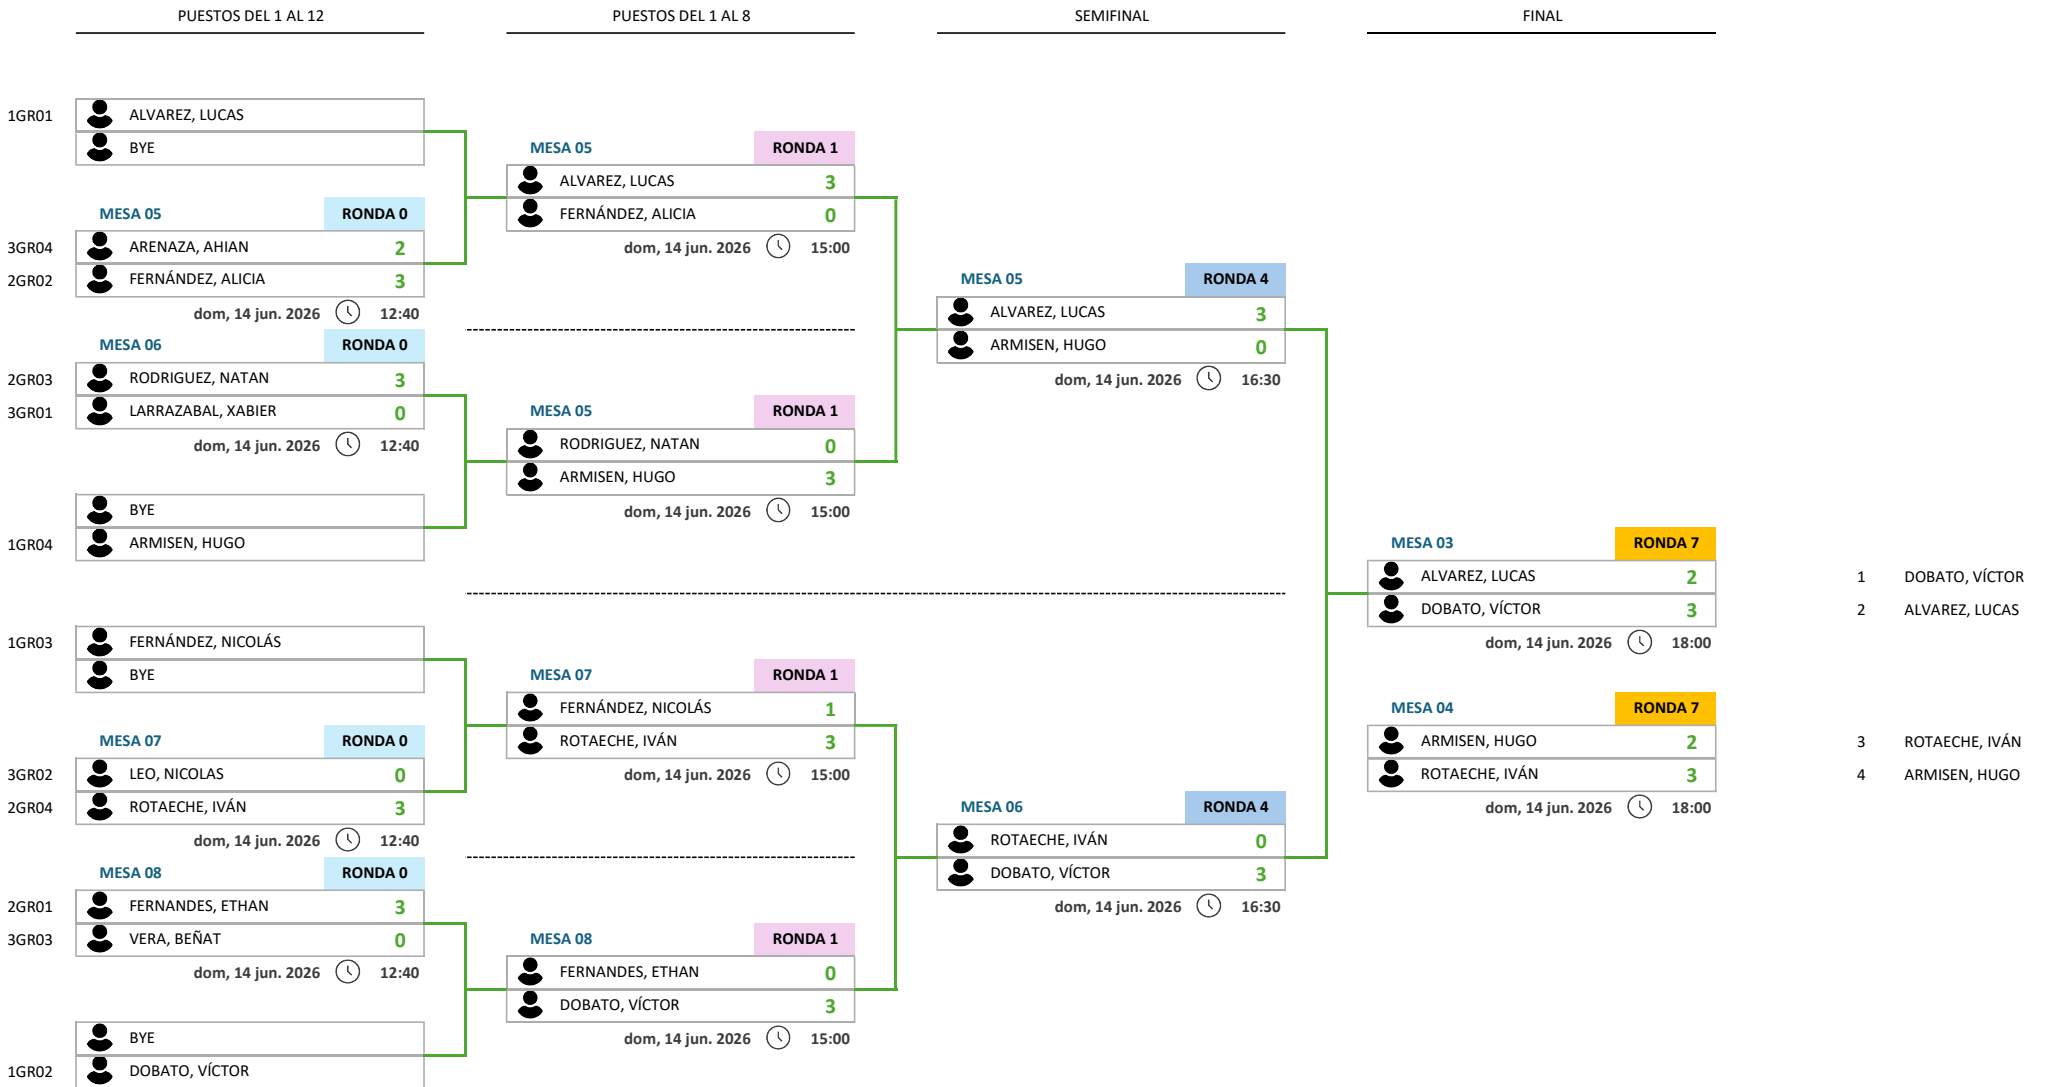 PUESTOS DEL 1 AL 12
PUESTOS DEL 1 AL 8
SEMIFINAL
FINAL
1GR01 ALVAREZ, LUCAS
BYE
MESA 05 RONDA 0
3GR04 ARENAZA, AHIAN 2
2GR02 FERNÁNDEZ, ALICIA 3
dom, 14 jun. 2026 12:40
MESA 06 RONDA 0
2GR03 RODRIGUEZ, NATAN 3
3GR01 LARRAZABAL, XABIER 0
dom, 14 jun. 2026 12:40
BYE
1GR04 ARMISEN, HUGO
1GR03 FERNÁNDEZ, NICOLÁS
BYE
MESA 07 RONDA 0
3GR02 LEO, NICOLAS 0
2GR04 ROTAECHE, IVÁN 3
dom, 14 jun. 2026 12:40
MESA 08 RONDA 0
2GR01 FERNANDES, ETHAN 3
3GR03 VERA, BEÑAT 0
dom, 14 jun. 2026 12:40
BYE
1GR02 DOBATO, VÍCTOR
MESA 05 RONDA 1
ALVAREZ, LUCAS 3
FERNÁNDEZ, ALICIA 0
dom, 14 jun. 2026 15:00
MESA 05 RONDA 1
RODRIGUEZ, NATAN 0
ARMISEN, HUGO 3
dom, 14 jun. 2026 15:00
MESA 07 RONDA 1
FERNÁNDEZ, NICOLÁS 1
ROTAECHE, IVÁN 3
dom, 14 jun. 2026 15:00
MESA 08 RONDA 1
FERNANDES, ETHAN 0
DOBATO, VÍCTOR 3
dom, 14 jun. 2026 15:00
MESA 05 RONDA 4
ALVAREZ, LUCAS 3
ARMISEN, HUGO 0
dom, 14 jun. 2026 16:30
MESA 06 RONDA 4
ROTAECHE, IVÁN 0
DOBATO, VÍCTOR 3
dom, 14 jun. 2026 16:30
MESA 03 RONDA 7
ALVAREZ, LUCAS 2
DOBATO, VÍCTOR 3
dom, 14 jun. 2026 18:00
MESA 04 RONDA 7
ARMISEN, HUGO 2
ROTAECHE, IVÁN 3
dom, 14 jun. 2026 18:00
1 DOBATO, VÍCTOR
2 ALVAREZ, LUCAS
3 ROTAECHE, IVÁN
4 ARMISEN, HUGO